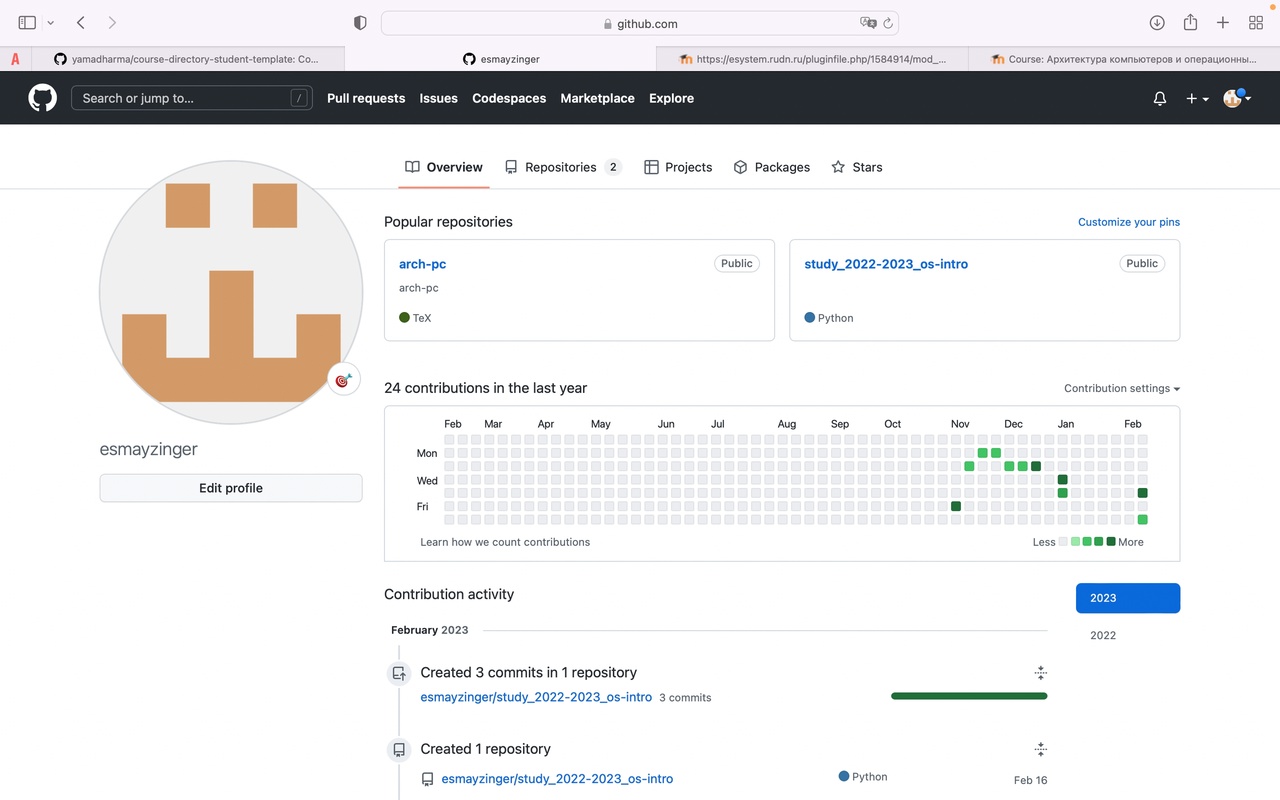 github.com
A
yamadharma/course-directory-student-template: Co...
esmayzinger
https://esystem.rudn.ru/pluginfile.php/1584914/mod_...
Course: Архитектура компьютеров и операционны...
Search or jump to...
/
Pull requests
Issues
Codespaces
Marketplace
Explore
Overview
Repositories 2
Projects
Packages
Stars
Popular repositories
Customize your pins
arch-pc
Public
arch-pc
TeX
study_2022-2023_os-intro
Public
Python
esmayzinger
Edit profile
24 contributions in the last year
Contribution settings
Feb Mar Apr May Jun Jul Aug Sep Oct Nov Dec Jan Feb
Mon
Wed
Fri
Learn how we count contributions
Less More
Contribution activity
2023
2022
February 2023
Created 3 commits in 1 repository
esmayzinger/study_2022-2023_os-intro 3 commits
Created 1 repository
esmayzinger/study_2022-2023_os-intro
Python
Feb 16